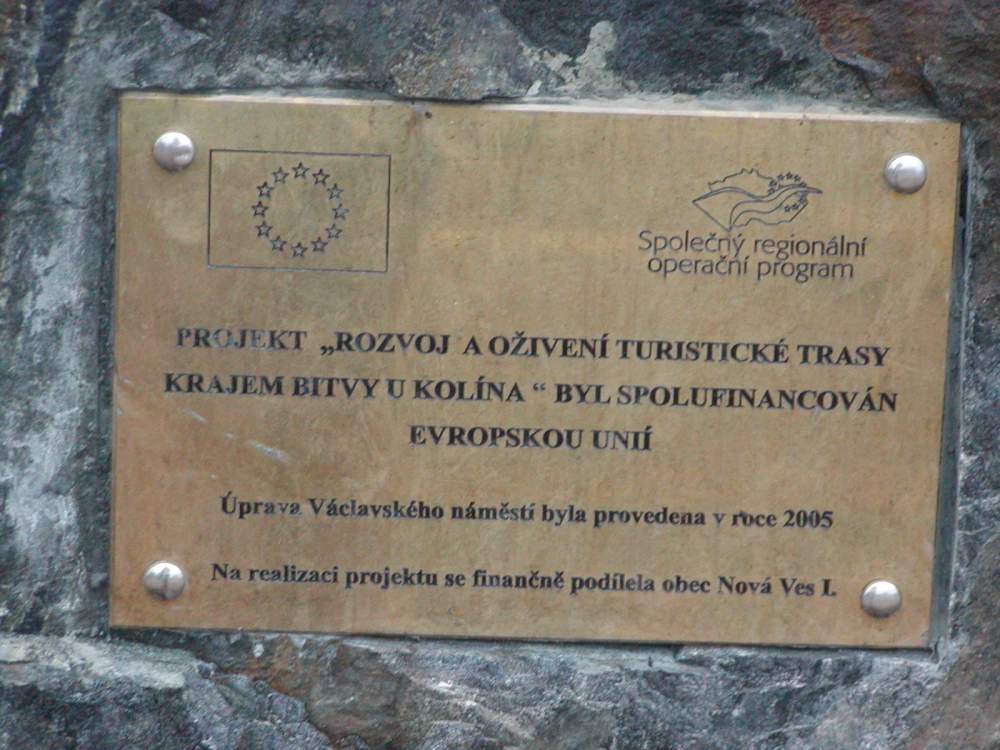 Společný regionální
operační program
PROJEKT „ROZVOJ A OŽIVENÍ TURISTICKÉ TRASY
KRAJEM BITVY U KOLÍNA“ BYL SPOLUFINANCOVÁN
EVROPSKOU UNIÍ
Úprava Václavského náměstí byla provedena v roce 2005
Na realizaci projektu se finančně podílela obec Nová Ves I.